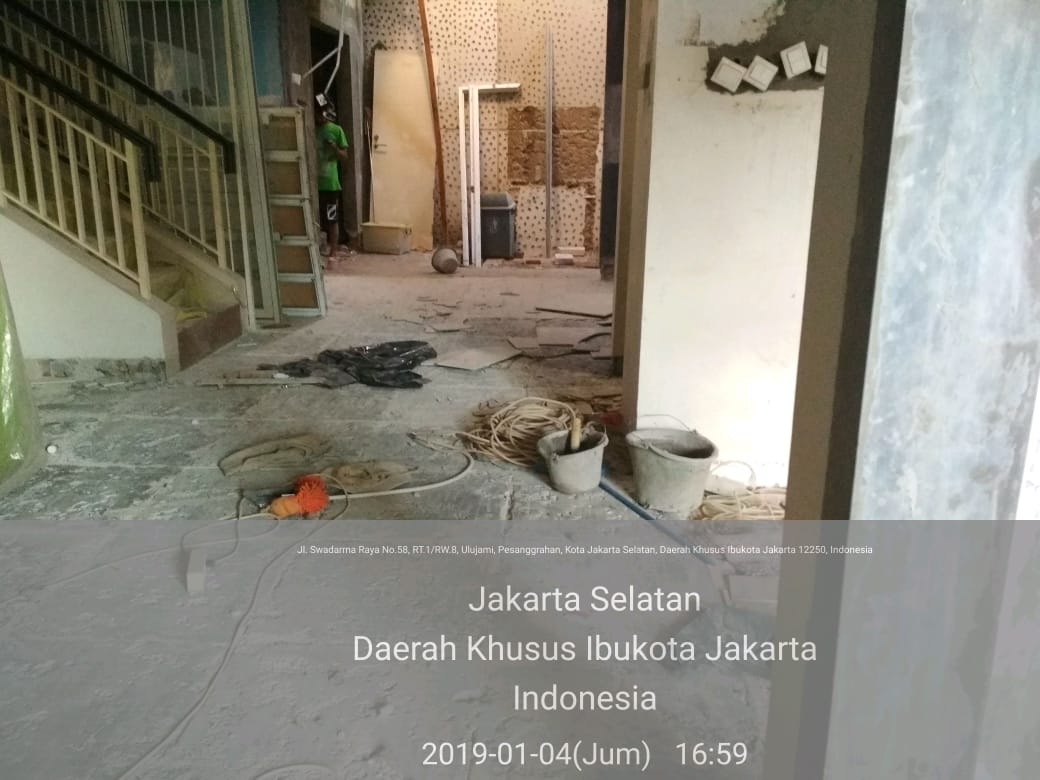 Jl. Swadarma Raya No.58, RT.1/RW.8, Ulujami, Pesanggrahan, Kota Jakarta Selatan, Daerah Khusus Ibukota Jakarta 12250, Indonesia
Jakarta Selatan
Daerah Khusus Ibukota Jakarta
Indonesia
2019-01-04(Jum) 16:59